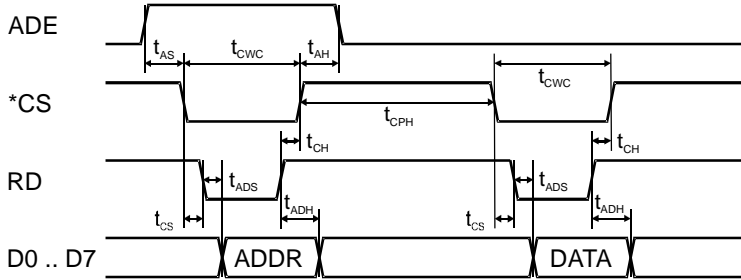 ADE
tAS tCWC tAH
*CS
tCWC
tCPH
tCH tCH
RD
tADS tADS
tCS tADH tCS tADH
D0 .. D7 ADDR DATA